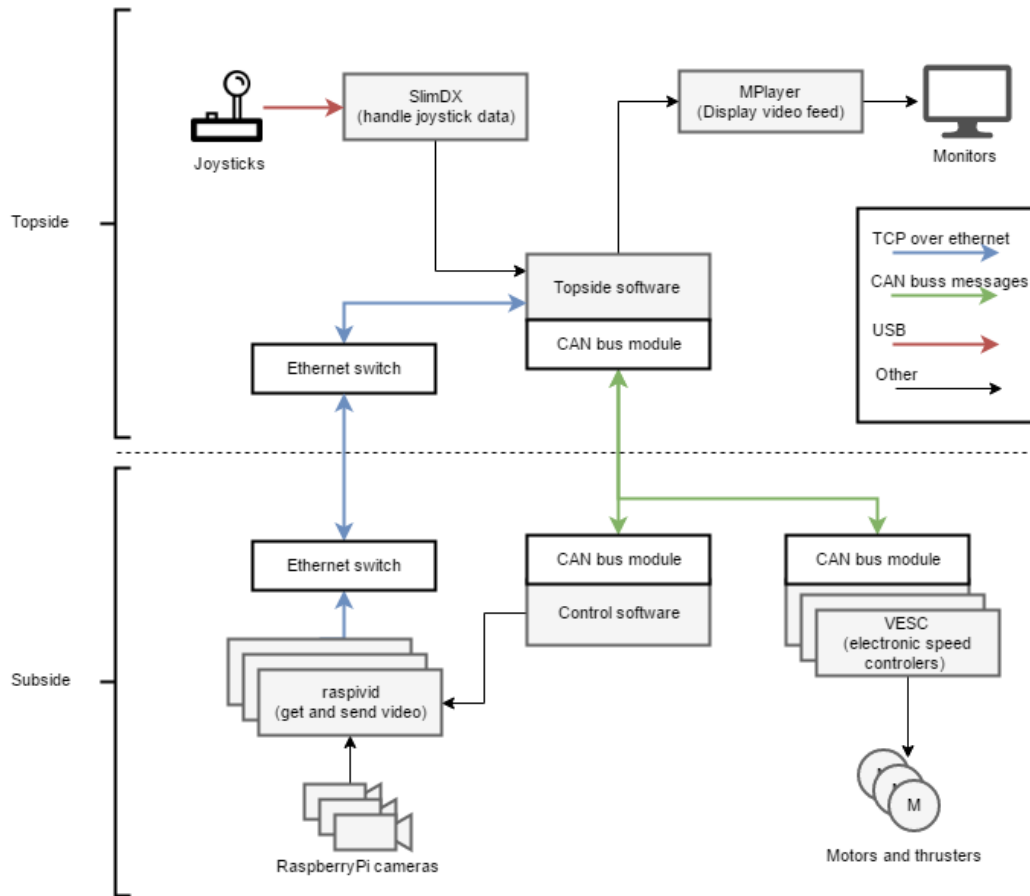 SlimDX
(handle joystick data)
MPlayer
(Display video feed)
Joysticks
Monitors
Topside
TCP over ethernet
CAN buss messages
USB
Other
Topside software
CAN bus module
Ethernet switch
Ethernet switch
CAN bus module
Control software
CAN bus module
VESC
(electronic speed
controlers)
Subside
raspivid
(get and send video)
M
RaspberryPi cameras
Motors and thrusters